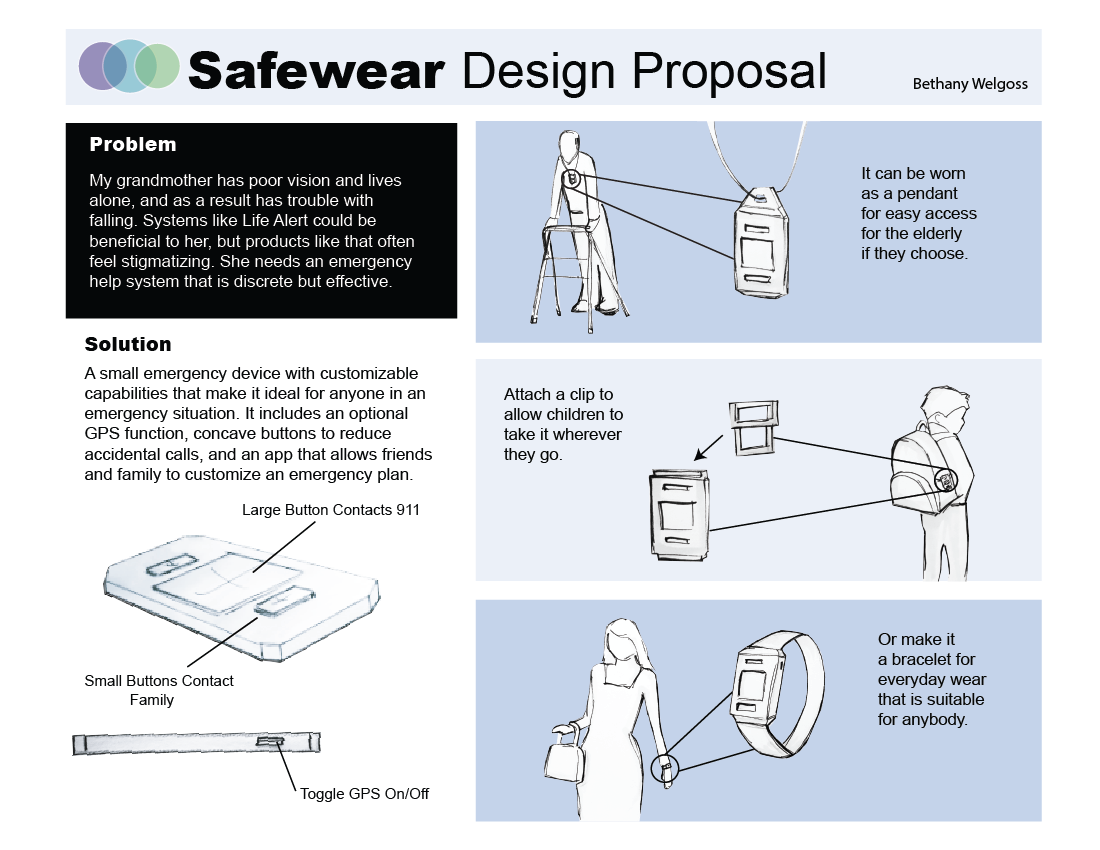 Safewear Design Proposal
Bethany Welgoss
Problem
My grandmother has poor vision and lives
alone, and as a result has trouble with
falling. Systems like Life Alert could be
beneficial to her, but products like that often
feel stigmatizing. She needs an emergency
help system that is discrete but effective.
Solution
A small emergency device with customizable
capabilities that make it ideal for anyone in an
emergency situation. It includes an optional
GPS function, concave buttons to reduce
accidental calls, and an app that allows friends
and family to customize an emergency plan.
Large Button Contacts 911
Small Buttons Contact
Family
Toggle GPS On/Off
It can be worn
as a pendant
for easy access
for the elderly
if they choose.
Attach a clip to
allow children to
take it wherever
they go.
Or make it
a bracelet for
everyday wear
that is suitable
for anybody.